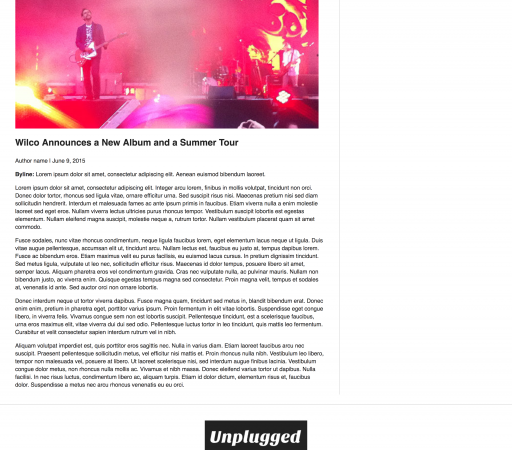 Wilco Announces a New Album and a Summer Tour
Author name | June 9, 2015
Byline: Lorem ipsum dolor sit amet, consectetur adipiscing elit. Aenean euismod bibendum laoreet.
Lorem ipsum dolor sit amet, consectetur adipiscing elit. Integer arcu lorem, finibus in mollis volutpat, tincidunt non orci.
Donec dolor tortor, rhoncus sed ligula vitae, ornare efficitur urna. Sed suscipit risus nisi. Maecenas pretium nisi sed diam
sollicitudin hendrerit. Interdum et malesuada fames ac ante ipsum primis in faucibus. Etiam viverra nulla a enim molestie
laoreet sed eget eros. Nullam viverra lectus ultricies purus rhoncus tempor. Vestibulum suscipit lobortis est egestas
elementum. Nullam eleifend magna suscipit, molestie neque a, rutrum tortor. Nullam vestibulum placerat quam sit amet
commodo.
Fusce sodales, nunc vitae rhoncus condimentum, neque ligula faucibus lorem, eget elementum lacus neque ut ligula. Duis
vitae augue pellentesque, accumsan elit ut, tincidunt arcu. Nullam lectus est, faucibus eu justo at, tempus dapibus lorem.
Fusce ac bibendum eros. Etiam maximus velit eu purus facilisis, eu euismod lacus cursus. In pretium dignissim tincidunt.
Sed metus ligula, vulputate ut leo nec, sollicitudin efficitur risus. Maecenas id dolor tempus, posuere libero sit amet,
semper lacus. Aliquam pharetra eros vel condimentum gravida. Cras nec vulputate nulla, ac pulvinar mauris. Nullam non
bibendum justo, ac viverra enim. Quisque egestas tempus magna sed consectetur. Proin magna velit, tempus et sodales
at, venenatis id ante. Sed auctor orci non ornare lobortis.
Donec interdum neque ut tortor viverra dapibus. Fusce magna quam, tincidunt sed metus in, blandit bibendum erat. Donec
enim enim, pretium in pharetra eget, porttitor varius ipsum. Proin fermentum in elit vitae lobortis. Suspendisse eget congue
libero, in viverra felis. Vivamus congue sem non est lobortis suscipit. Pellentesque tincidunt, est a scelerisque faucibus,
urna eros maximus elit, vitae viverra dui dui sed odio. Pellentesque luctus tortor in leo tincidunt, quis mattis leo fermentum.
Curabitur et velit consectetur sapien interdum rutrum vel in nibh.
Aliquam volutpat imperdiet est, quis porttitor eros sagittis nec. Nulla in varius diam. Etiam laoreet faucibus arcu nec
suscipit. Praesent pellentesque sollicitudin metus, vel efficitur nisi mattis et. Proin rhoncus nulla nibh. Vestibulum leo libero,
tempor non malesuada vel, posuere at libero. Ut laoreet scelerisque nisi, sed interdum augue finibus lacinia. Vestibulum
congue dolor metus, non rhoncus nulla mollis ac. Vivamus et nibh massa. Donec eleifend varius tortor ut dapibus. Nulla
facilisi. In nec risus luctus, condimentum libero ac, aliquam turpis. Etiam id dolor dictum, elementum risus et, faucibus
dolor. Suspendisse a metus nec arcu rhoncus venenatis eu eu orci.
Unplugged